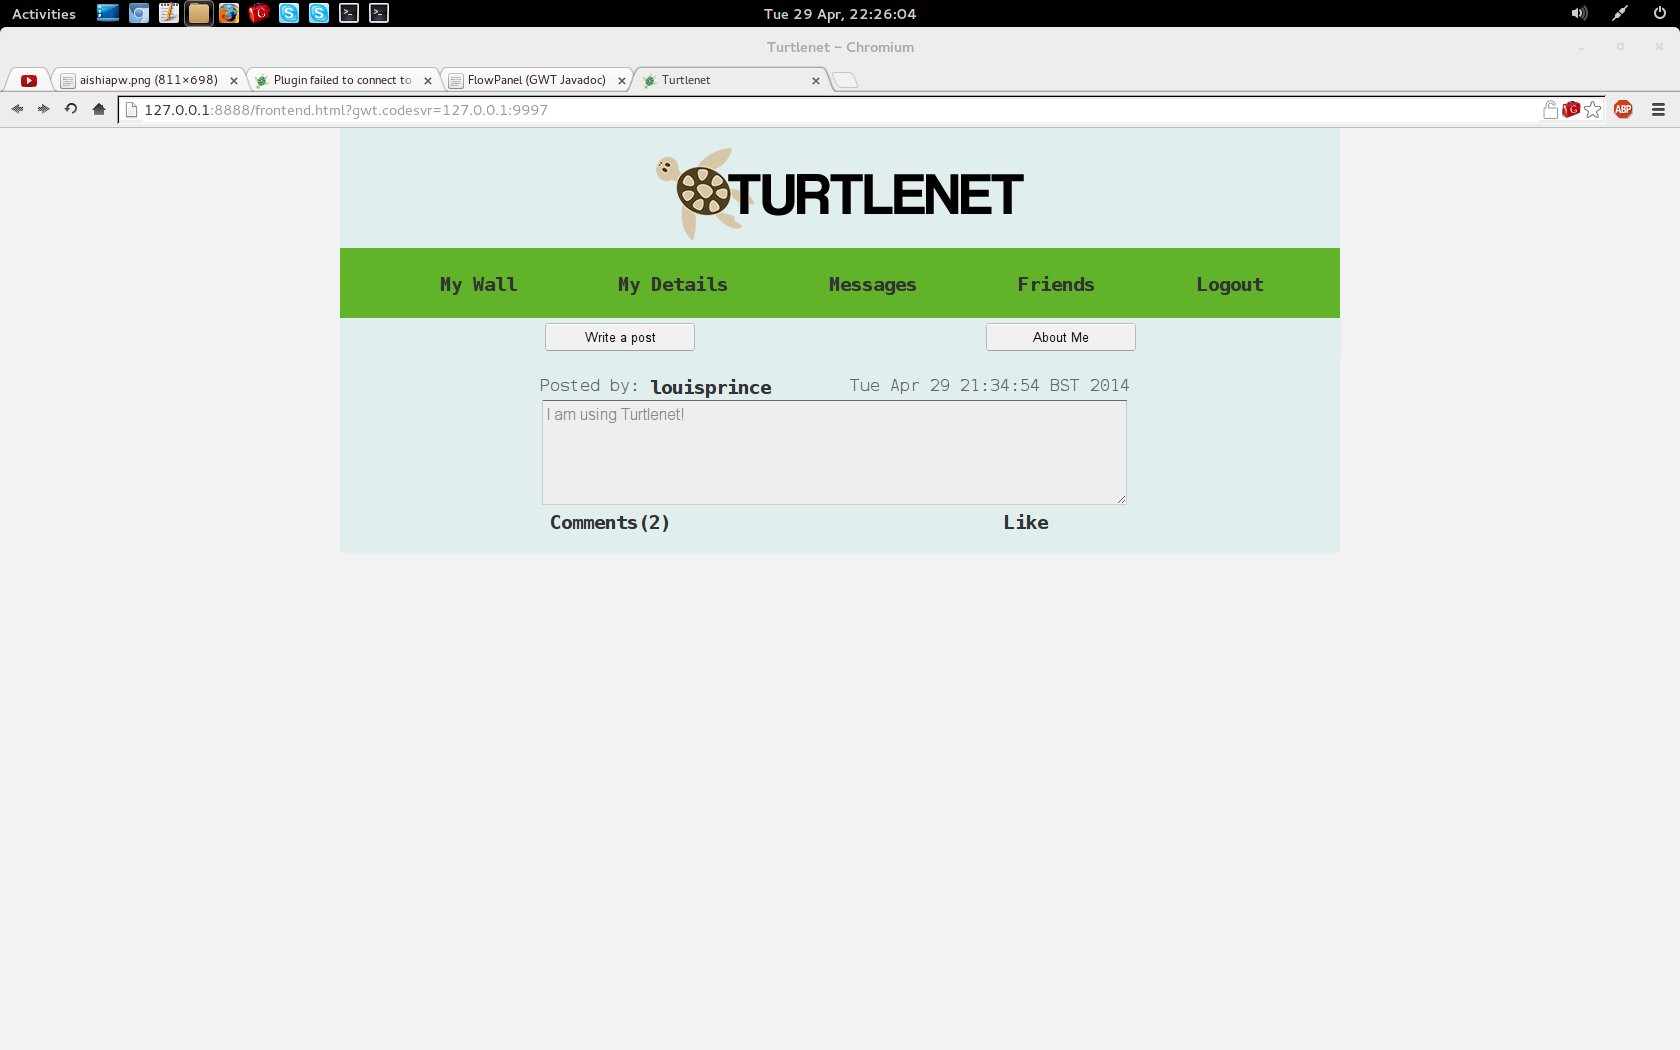 Activities
Tue 29 Apr, 22:26:04
Turtlenet - Chromium
aishiapw.png (811×698)
Plugin failed to connect to
FlowPanel (GWT Javadoc)
Turtlenet
127.0.0.1:8888/frontend.html?gwt.codesvr=127.0.0.1:9997
ABP
TURTLENET
My Wall My Details Messages Friends Logout
Write a post About Me
Posted by: louisprince Tue Apr 29 21:34:54 BST 2014
I am using Turtlenet!
Comments(2) Like